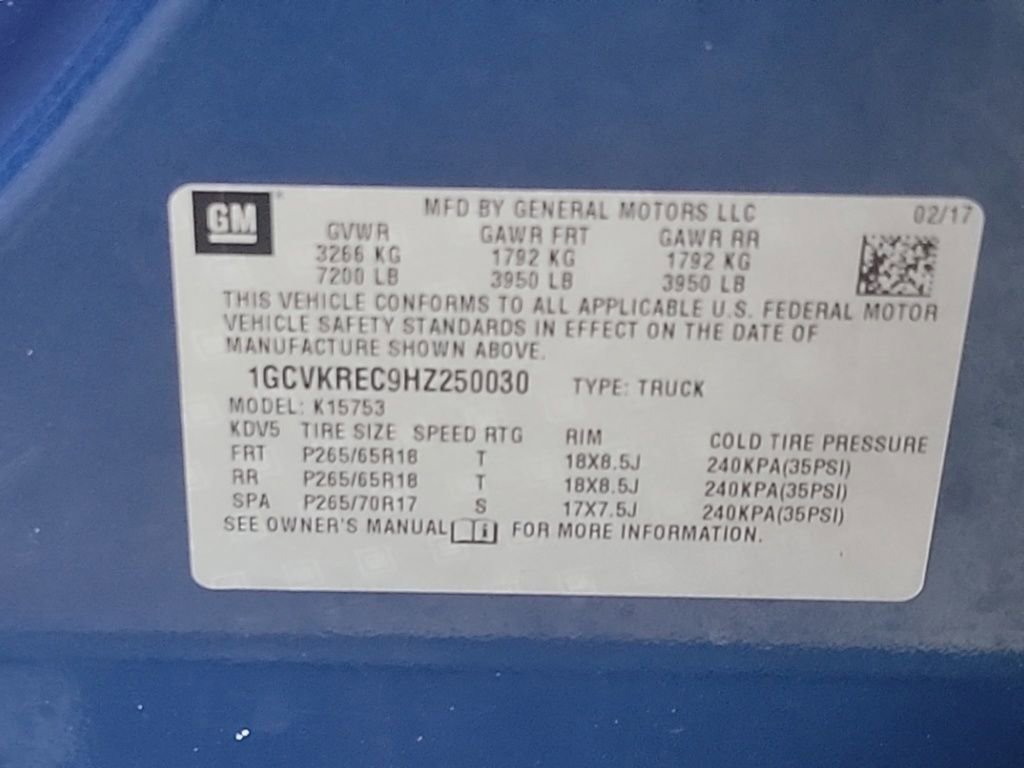 GM MFD BY GENERAL MOTORS LLC 02/17
GVWR GAWR FRT GAWR RR
3266 KG 1792 KG 1792 KG
7200 LB 3950 LB 3950 LB
THIS VEHICLE CONFORMS TO ALL APPLICABLE U.S. FEDERAL MOTOR
VEHICLE SAFETY STANDARDS IN EFFECT ON THE DATE OF
MANUFACTURE SHOWN ABOVE.
1GCVKREC9HZ250030 TYPE: TRUCK
MODEL: K15753
KDV5 TIRE SIZE SPEED RTG RIM COLD TIRE PRESSURE
FRT P265/65R18 T 18X8.5J 240KPA(35PSI)
RR P265/65R18 T 18X8.5J 240KPA(35PSI)
SPA P265/70R17 S 17X7.5J 240KPA(35PSI)
SEE OWNER'S MANUAL i FOR MORE INFORMATION.